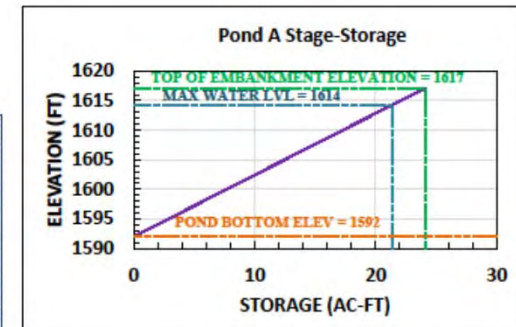 Pond A Stage-Storage
1620
TOP OF EMBANKMENT ELEVATION = 1617
1615
MAX WATER LVL = 1614
1610
1605
1600
1595
POND BOTTOM ELEV = 1592
1590
0
10
20
30
ELEVATION (FT)
STORAGE (AC-FT)